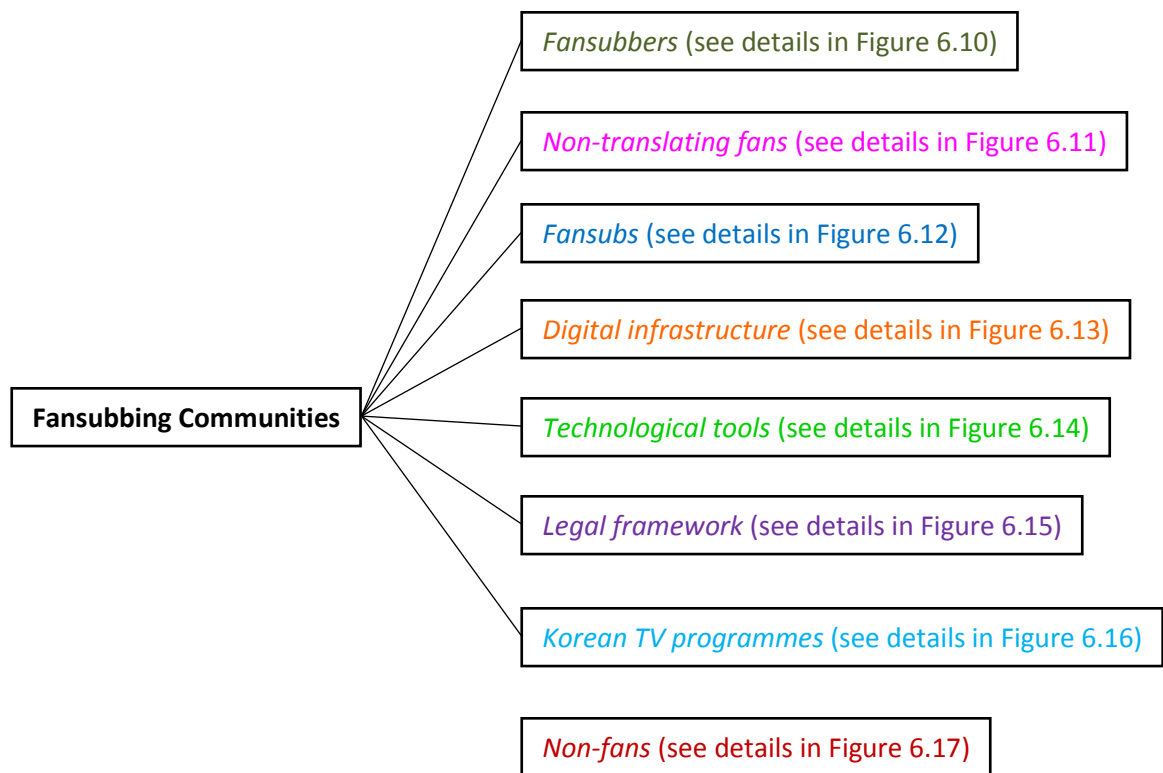 Fansubbers (see details in Figure 6.10)
Non-translating fans (see details in Figure 6.11)
Fansubs (see details in Figure 6.12)
Digital infrastructure (see details in Figure 6.13)
Fansubbing Communities
Technological tools (see details in Figure 6.14)
Legal framework (see details in Figure 6.15)
Korean TV programmes (see details in Figure 6.16)
Non-fans (see details in Figure 6.17)